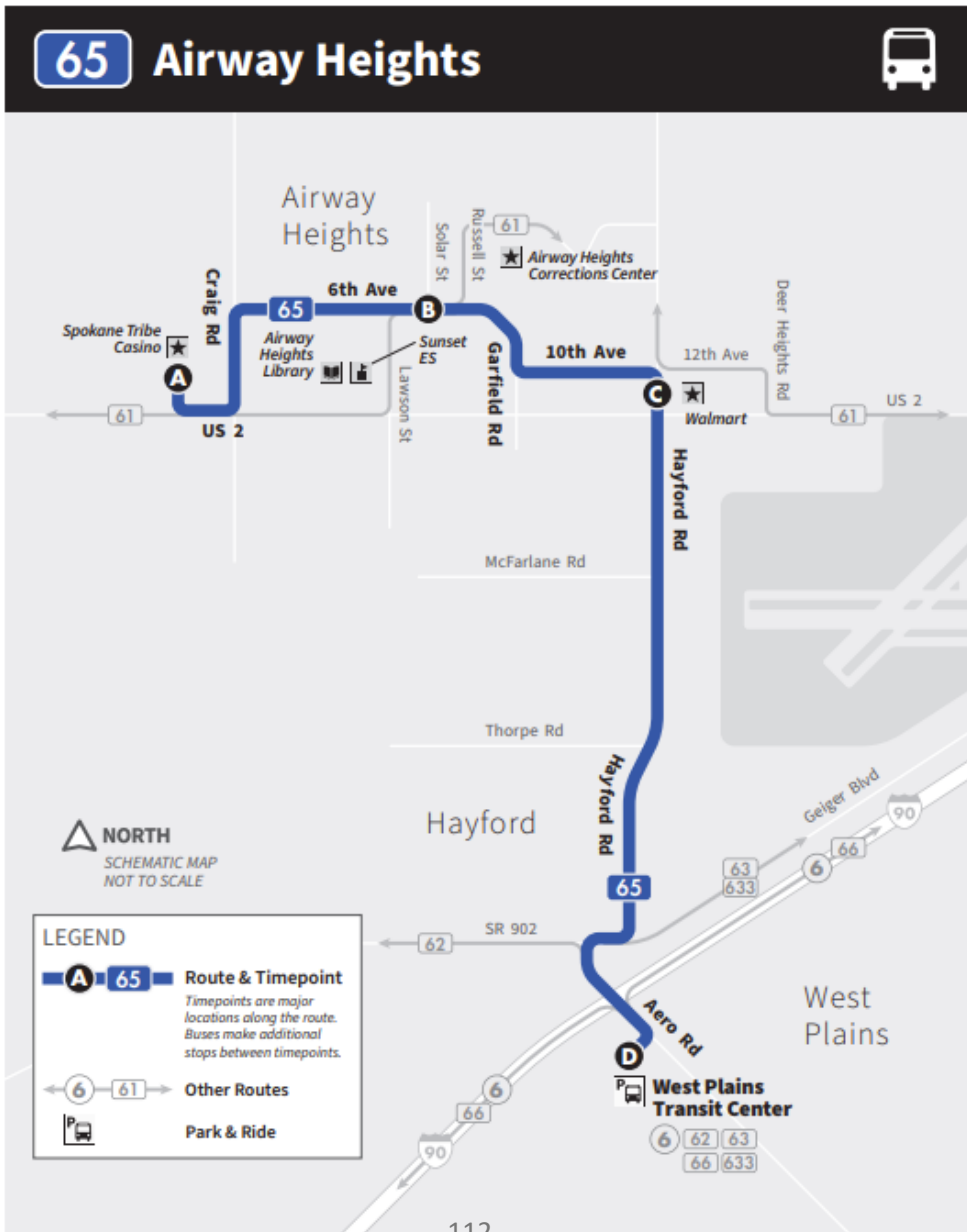 65 Airway Heights
Airway
Heights
Solar St
Russell St
61
Airway Heights
Corrections Center
Craig Rd
6th Ave
65
B
Spokane Tribe
Casino
A
Airway
Heights
Library
Sunset
ES
Lawson St
Garfield Rd
10th Ave
12th Ave
Deer Heights Rd
C
Walmart
61
US 2
61
US 2
Hayford Rd
McFarlane Rd
Thorpe Rd
Hayford Rd
Hayford
Geiger Blvd
90
66
6
63
633
65
NORTH
SCHEMATIC MAP
NOT TO SCALE
62
SR 902
West
Plains
Aero Rd
D
P
West Plains
Transit Center
6 62 63
66 633
6
66
90
LEGEND
A 65 Route & Timepoint
Timepoints are major
locations along the route.
Buses make additional
stops between timepoints.
6 61 Other Routes
P Park & Ride
112